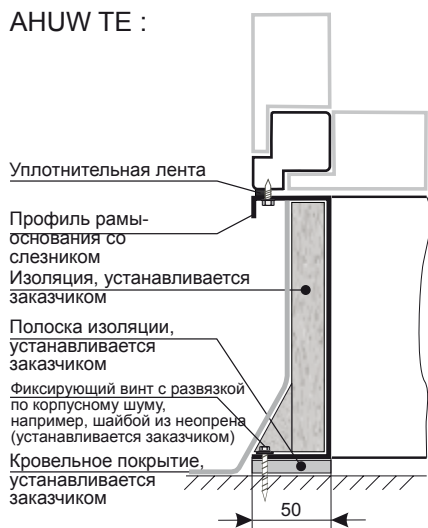 AHUW TE :
Уплотнительная лента
Профиль рамы-
основания со
слезником
Изоляция, устанавливается
заказчиком
Полоска изоляции,
устанавливается
заказчиком
Фиксирующий винт с развязкой
по корпусному шуму,
например, шайбой из неопрена
(устанавливается заказчиком)
Кровельное покрытие,
устанавливается
заказчиком
50